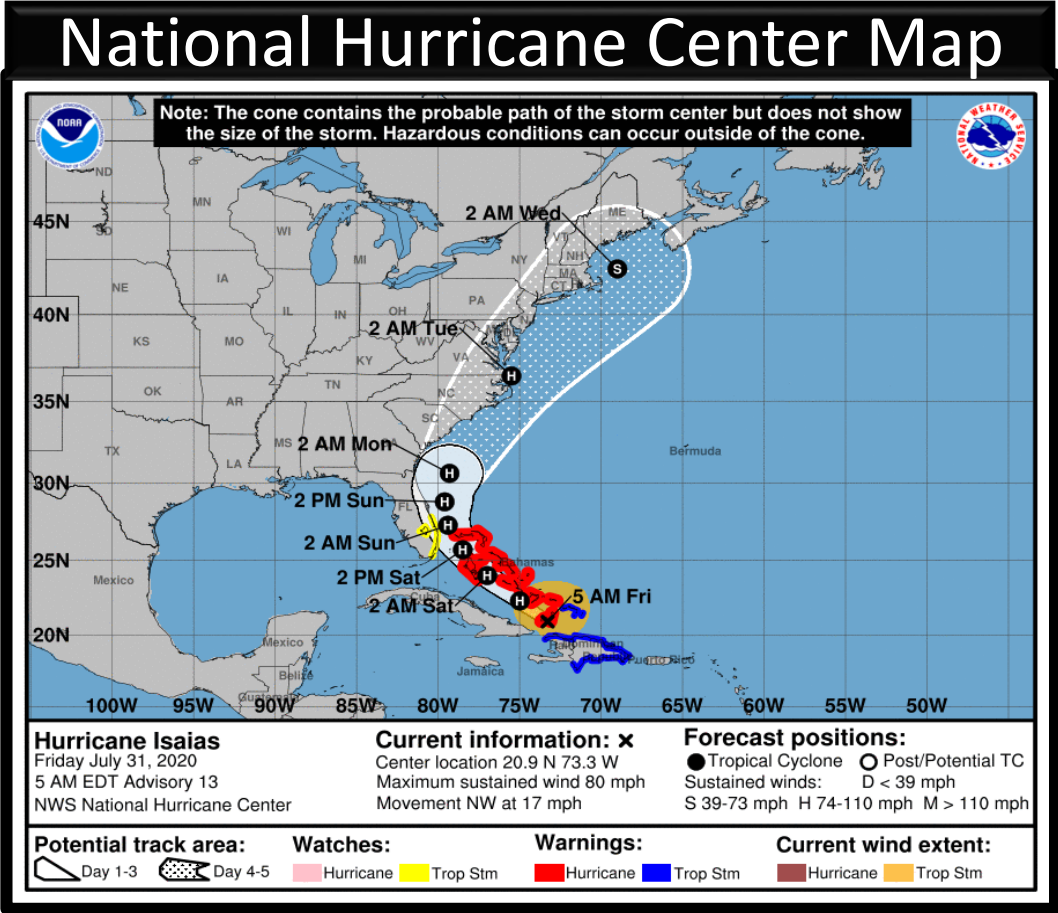 National Hurricane Center Map
Note: The cone contains the probable path of the storm center but does not show
the size of the storm. Hazardous conditions can occur outside of the cone.
NOAA
NATIONAL WEATHER SERVICE
ND
MN
ME
2 AM Wed
45N
SD
WI
VT
NH
MI
NY
MA
CT
IA
NE
PA
40N
IL
IN
OH
2 AM Tue
KS
MO
WV
VA
KY
OK
TN
NC
35N
AR
SC
2 AM Mon
MS
TX
LA
Bermuda
30N
2 PM Sun
FL
2 AM Sun
25N
Bahamas
2 PM Sat
Mexico
Cuba
2 AM Sat
5 AM Fri
20N
Mexico
Puerto Rico
Jamaica
Belize
Guatemala
S
H
H
H
H
H
H
H
100W 95W 90W 85W 80W 75W 70W 65W 60W 55W 50W
Hurricane Isaias
Friday July 31, 2020
5 AM EDT Advisory 13
NWS National Hurricane Center
Current information: x
Center location 20.9 N 73.3 W
Maximum sustained wind 80 mph
Movement NW at 17 mph
Forecast positions:
Tropical Cyclone Post/Potential TC
Sustained winds: D < 39 mph
S 39-73 mph H 74-110 mph M > 110 mph
Potential track area:
Day 1-3 Day 4-5
Watches:
Hurricane Trop Stm
Warnings:
Hurricane Trop Stm
Current wind extent:
Hurricane Trop Stm